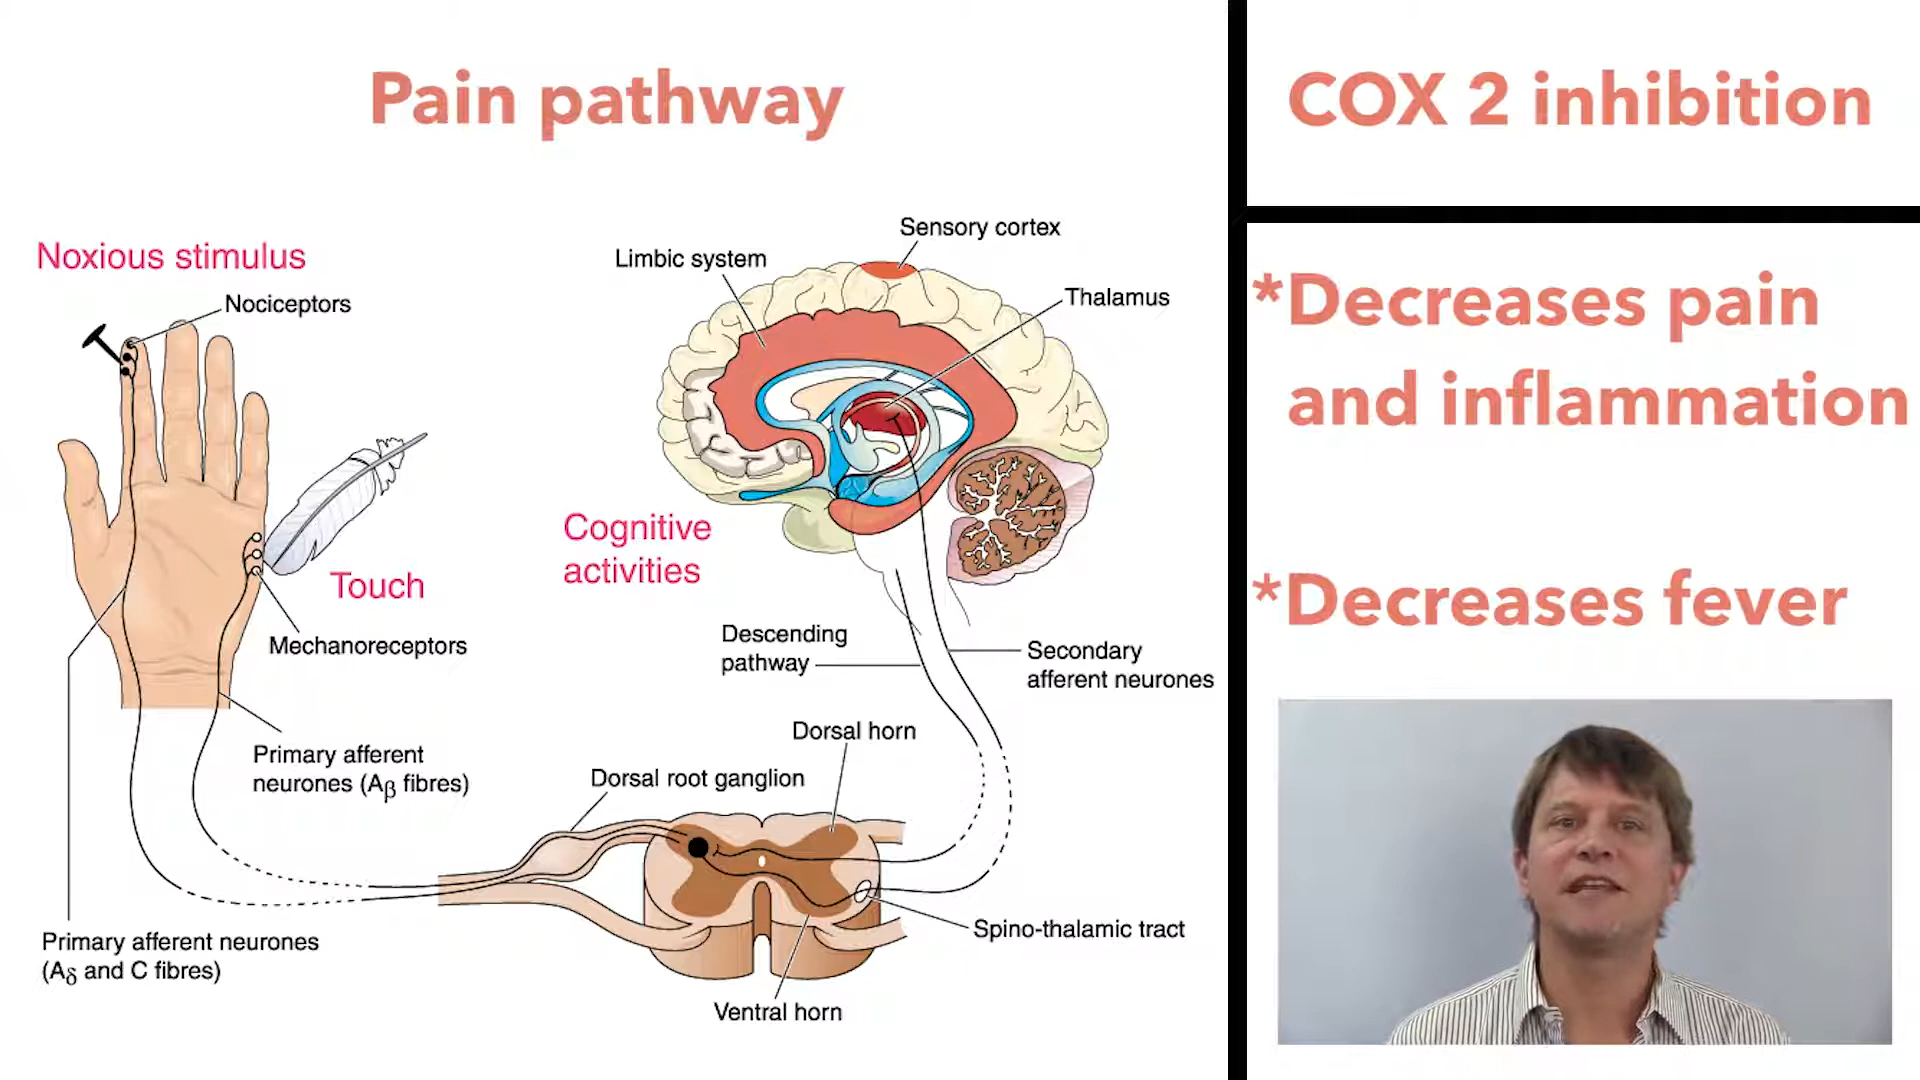 Pain pathway
Noxious stimulus
Nociceptors
Limbic system
Sensory cortex
Thalamus
Touch
Mechanoreceptors
Cognitive
activities
Descending
pathway
Secondary
afferent neurones
Primary afferent
neurones (Aβ fibres)
Dorsal horn
Dorsal root ganglion
Primary afferent neurones
(Aδ and C fibres)
Spino-thalamic tract
Ventral horn
COX 2 inhibition
*Decreases pain
and inflammation
*Decreases fever